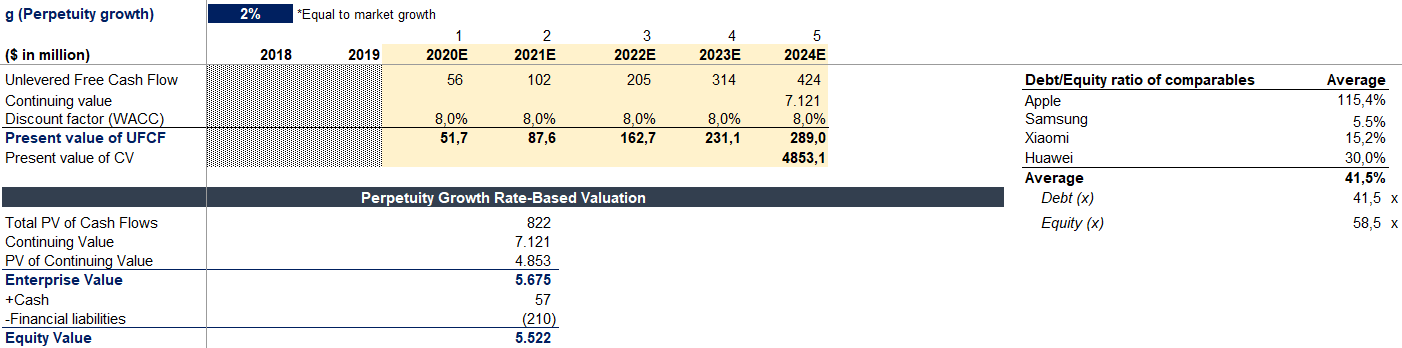 g (Perpetuity growth) 2% *Equal to market growth
1 2 3 4 5
($ in million) 2018 2019 2020E 2021E 2022E 2023E 2024E
Unlevered Free Cash Flow 56 102 205 314 424
Continuing value 7.121
Discount factor (WACC) 8,0% 8,0% 8,0% 8,0% 8,0%
Present value of UFCF 51,7 87,6 162,7 231,1 289,0
Present value of CV 4853,1
Perpetuity Growth Rate-Based Valuation
Total PV of Cash Flows 822
Continuing Value 7.121
PV of Continuing Value 4.853
Enterprise Value 5.675
+Cash 57
-Financial liabilities (210)
Equity Value 5.522
Debt/Equity ratio of comparables Average
Apple 115,4%
Samsung 5.5%
Xiaomi 15,2%
Huawei 30,0%
Average 41,5%
Debt (x) 41,5 x
Equity (x) 58,5 x